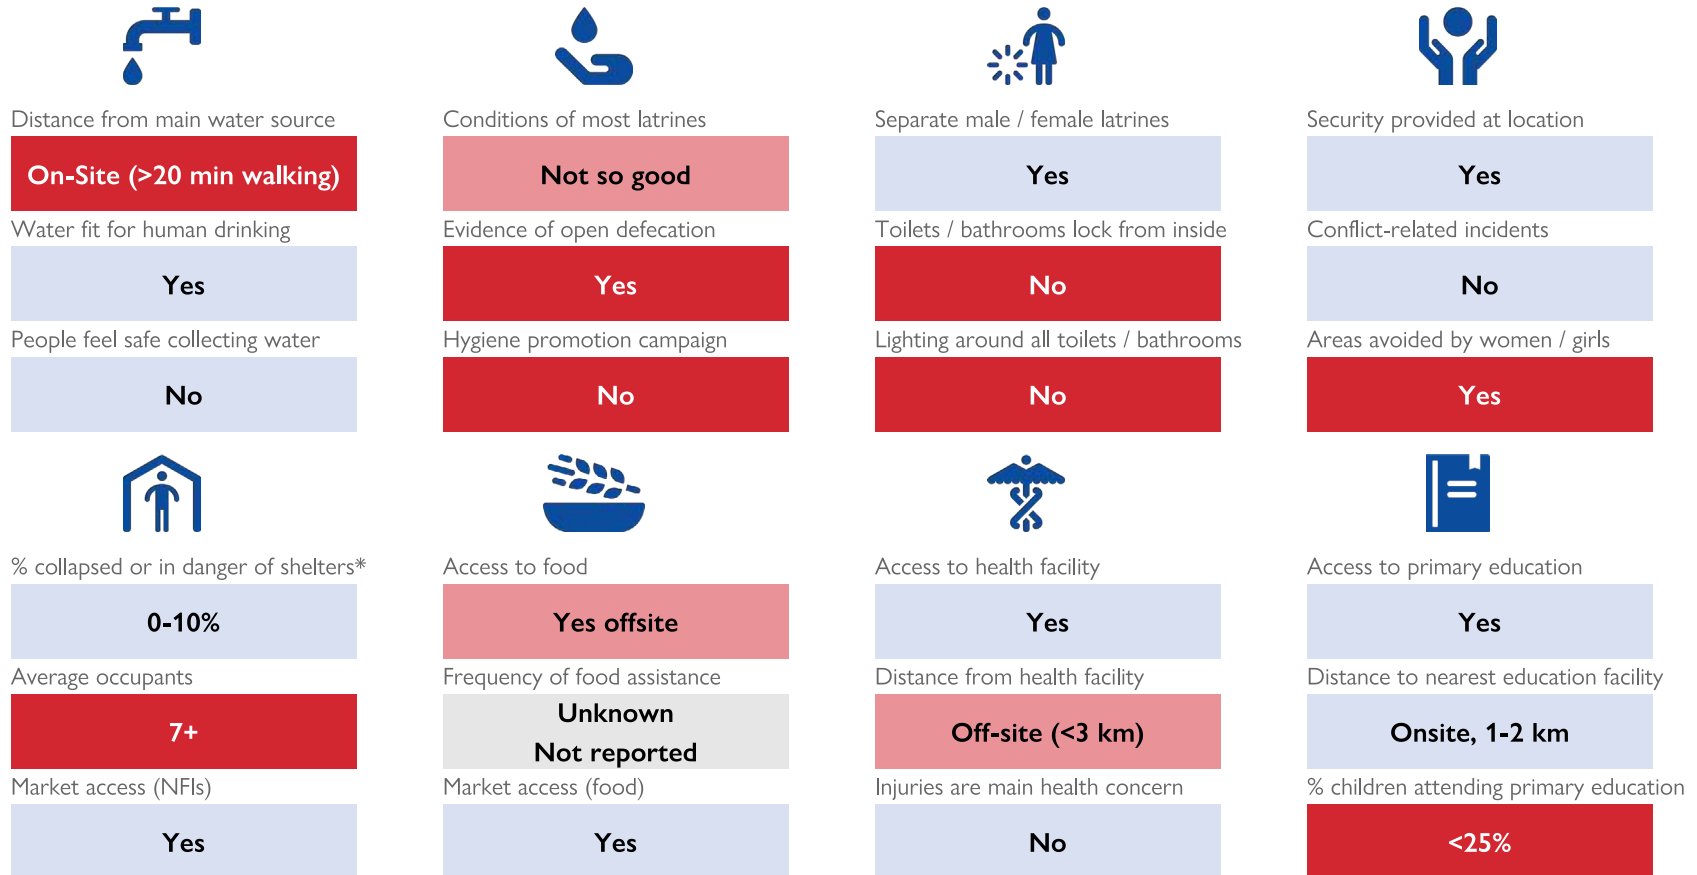 Distance from main water source
On-Site (>20 min walking)
Water fit for human drinking
Yes
People feel safe collecting water
No
Conditions of most latrines
Not so good
Evidence of open defecation
Yes
Hygiene promotion campaign
No
Separate male / female latrines
Yes
Toilets / bathrooms lock from inside
No
Lighting around all toilets / bathrooms
No
Security provided at location
Yes
Conflict-related incidents
No
Areas avoided by women / girls
Yes
% collapsed or in danger of shelters*
0-10%
Average occupants
7+
Market access (NFIs)
Yes
Access to food
Yes offsite
Frequency of food assistance
Unknown
Not reported
Market access (food)
Yes
Access to health facility
Yes
Distance from health facility
Off-site (<3 km)
Injuries are main health concern
No
Access to primary education
Yes
Distance to nearest education facility
Onsite, 1-2 km
% children attending primary education
<25%